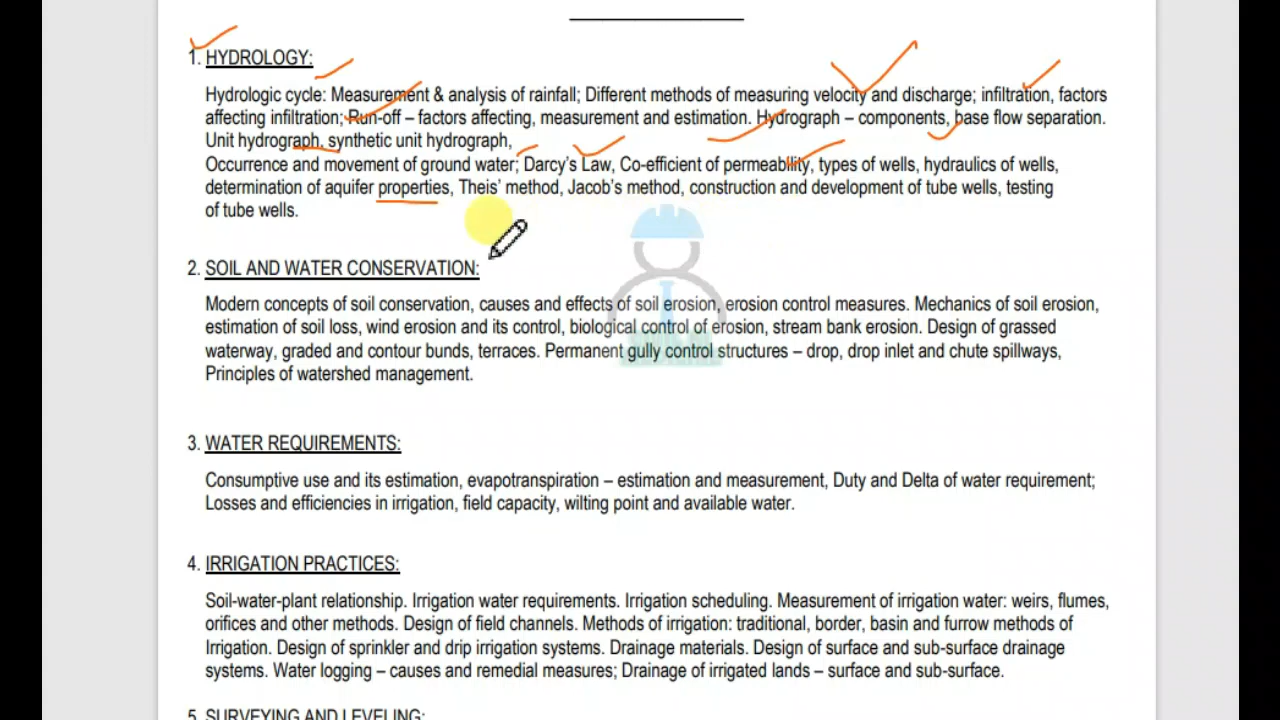 1. HYDROLOGY:
Hydrologic cycle: Measurement & analysis of rainfall; Different methods of measuring velocity and discharge; infiltration, factors
affecting infiltration; Run-off – factors affecting, measurement and estimation. Hydrograph – components, base flow separation.
Unit hydrograph, synthetic unit hydrograph,
Occurrence and movement of ground water; Darcy's Law, Co-efficient of permeability, types of wells, hydraulics of wells,
determination of aquifer properties, Theis' method, Jacob's method, construction and development of tube wells, testing
of tube wells.
2. SOIL AND WATER CONSERVATION:
Modern concepts of soil conservation, causes and effects of soil erosion, erosion control measures. Mechanics of soil erosion,
estimation of soil loss, wind erosion and its control, biological control of erosion, stream bank erosion. Design of grassed
waterway, graded and contour bunds, terraces. Permanent gully control structures – drop, drop inlet and chute spillways,
Principles of watershed management.
3. WATER REQUIREMENTS:
Consumptive use and its estimation, evapotranspiration – estimation and measurement, Duty and Delta of water requirement;
Losses and efficiencies in irrigation, field capacity, wilting point and available water.
4. IRRIGATION PRACTICES:
Soil-water-plant relationship. Irrigation water requirements. Irrigation scheduling. Measurement of irrigation water: weirs, flumes,
orifices and other methods. Design of field channels. Methods of irrigation: traditional, border, basin and furrow methods of
Irrigation. Design of sprinkler and drip irrigation systems. Drainage materials. Design of surface and sub-surface drainage
systems. Water logging – causes and remedial measures; Drainage of irrigated lands – surface and sub-surface.
5. SURVEYING AND LEVELING: